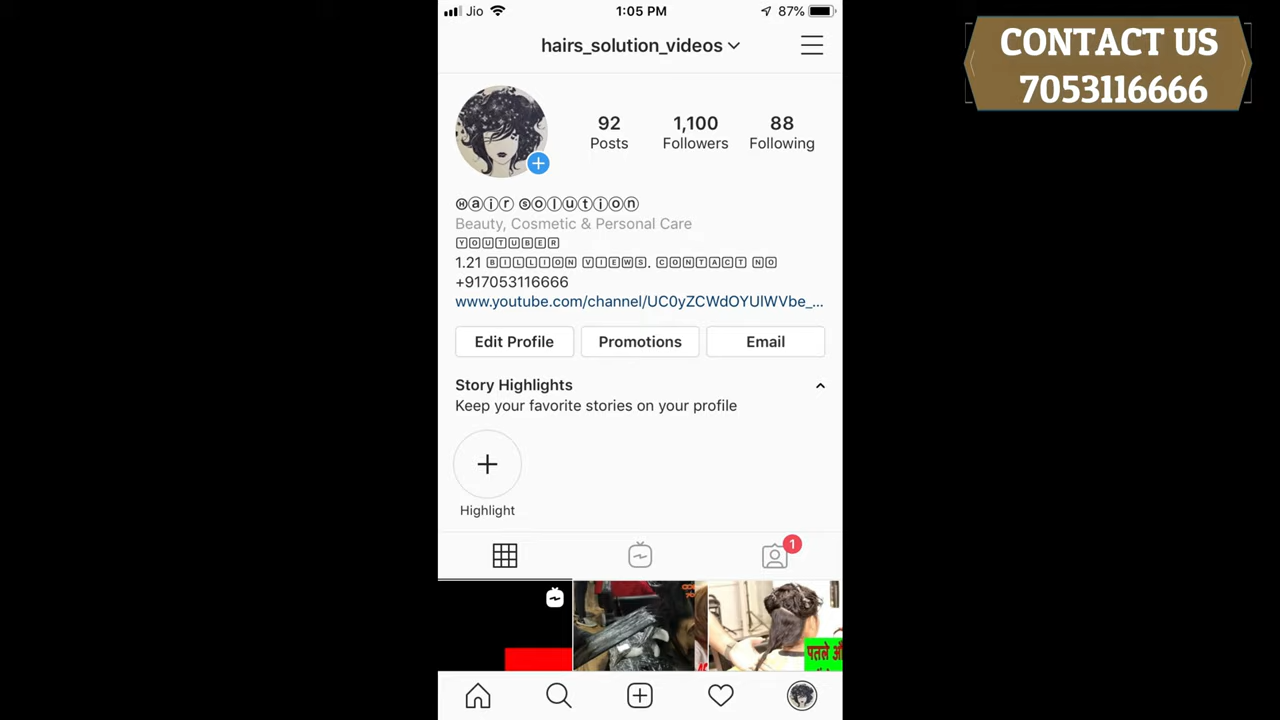 Jio
1:05 PM
87%
CONTACT US
7053116666
hairs_solution_videos
92
Posts
1,100
Followers
88
Following
Ⓗⓐⓘⓡ ⓢⓞⓛⓤⓣⓘⓞⓝ
Beauty, Cosmetic & Personal Care
🅈🄾🅄🅃🅄🄱🄴🅁
1.21 🄱🄸🄻🄻🄸🄾🄽 🅅🄸🄴🅆🅂. 🄲🄾🄽🅃🄰🄲🅃 🄽🄾
+917053116666
www.youtube.com/channel/UC0yZCWdOYUlWVbe_...
Edit Profile
Promotions
Email
Story Highlights
Keep your favorite stories on your profile
Highlight
1
पतले औ